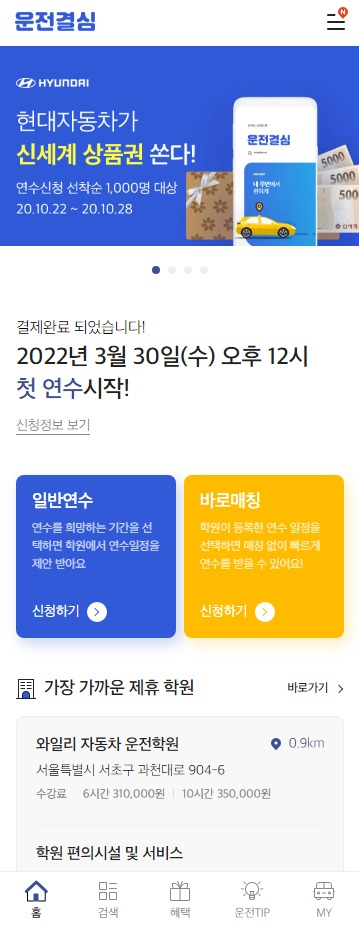 운전결심
N
HYUNDAI
현대자동차가
신세계 상품권 쏜다!
연수신청 선착순 1,000명 대상
20.10.22 ~ 20.10.28
운전결심
내 주변에서
편하게
5000
5000
500
결제완료 되었습니다!
2022년 3월 30일(수) 오후 12시
첫 연수시작!
신청정보 보기
일반연수
연수를 희망하는 기간을 선
택하면 학원에서 연수일정을
제안 받아요
신청하기
바로매칭
학원이 등록한 연수 일정을
선택하면 매칭 없이 빠르게
연수를 받을 수 있어요!
신청하기
가장 가까운 제휴 학원
바로가기
와일리 자동차 운전학원
0.9km
서울특별시 서초구 과천대로 904-6
수강료 6시간 310,000원 10시간 350,000원
학원 편의시설 및 서비스
홈
검색
혜택
운전TIP
MY